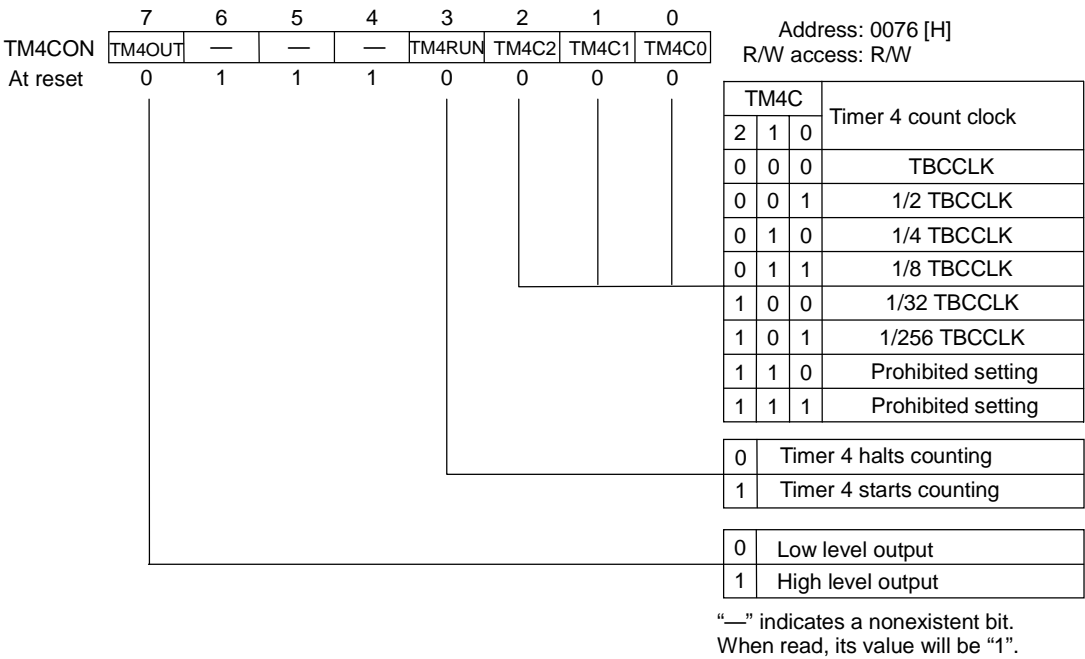 7 6 5 4 3 2 1 0
TM4CON TM4OUT — — — TM4RUN TM4C2 TM4C1 TM4C0
At reset 0 1 1 1 0 0 0 0
Address: 0076 [H]
R/W access: R/W
TM4C Timer 4 count clock
2 1 0
0 0 0 TBCCLK
0 0 1 1/2 TBCCLK
0 1 0 1/4 TBCCLK
0 1 1 1/8 TBCCLK
1 0 0 1/32 TBCCLK
1 0 1 1/256 TBCCLK
1 1 0 Prohibited setting
1 1 1 Prohibited setting
0 Timer 4 halts counting
1 Timer 4 starts counting
0 Low level output
1 High level output
“—” indicates a nonexistent bit.
When read, its value will be “1”.